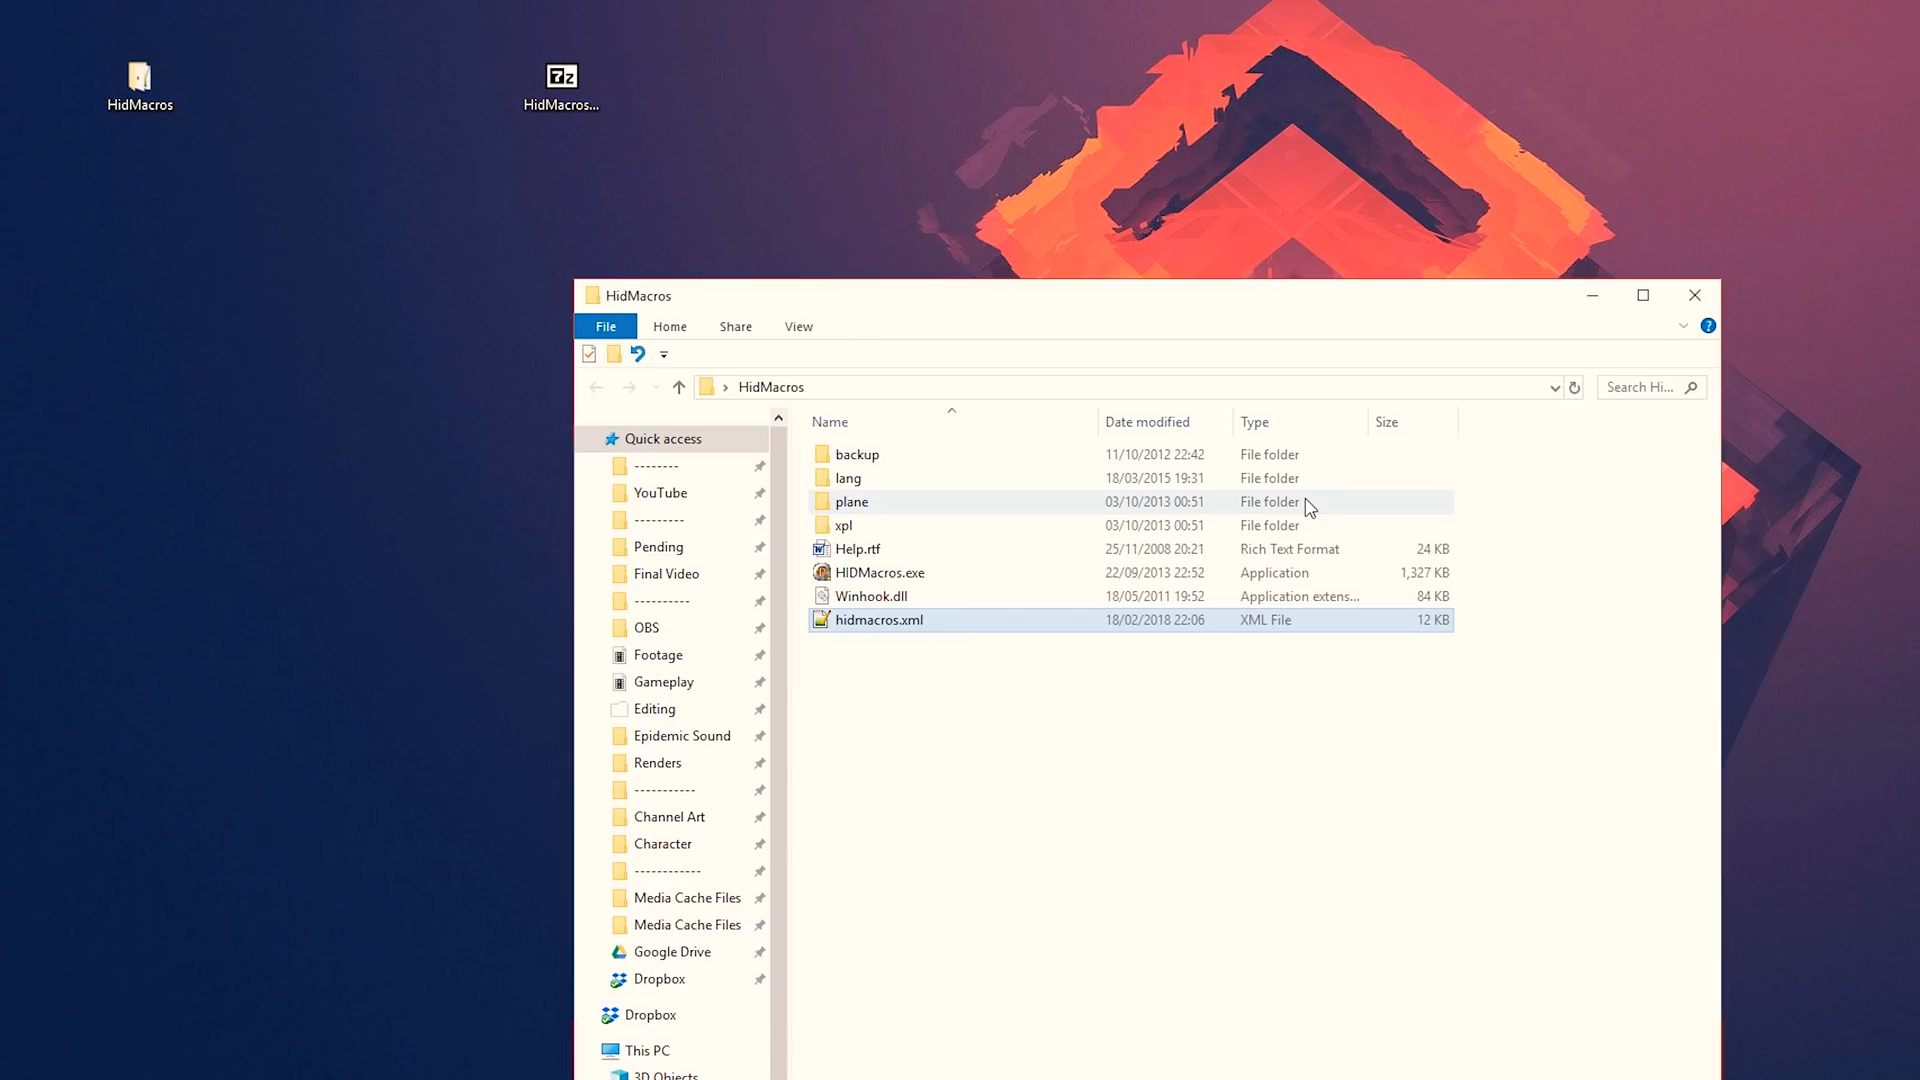 HidMacros
7z
HidMacros...
HidMacros
File Home Share View
HidMacros
Search Hi...
Name Date modified Type Size
Quick access
--------
YouTube
---------
Pending
Final Video
----------
OBS
Footage
Gameplay
Editing
Epidemic Sound
Renders
-----------
Channel Art
Character
------------
Media Cache Files
Media Cache Files
Google Drive
Dropbox
Dropbox
This PC
3D Objects
backup 11/10/2012 22:42 File folder
lang 18/03/2015 19:31 File folder
plane 03/10/2013 00:51 File folder
xpl 03/10/2013 00:51 File folder
Help.rtf 25/11/2008 20:21 Rich Text Format 24 KB
HIDMacros.exe 22/09/2013 22:52 Application 1,327 KB
Winhook.dll 18/05/2011 19:52 Application extens... 84 KB
hidmacros.xml 18/02/2018 22:06 XML File 12 KB